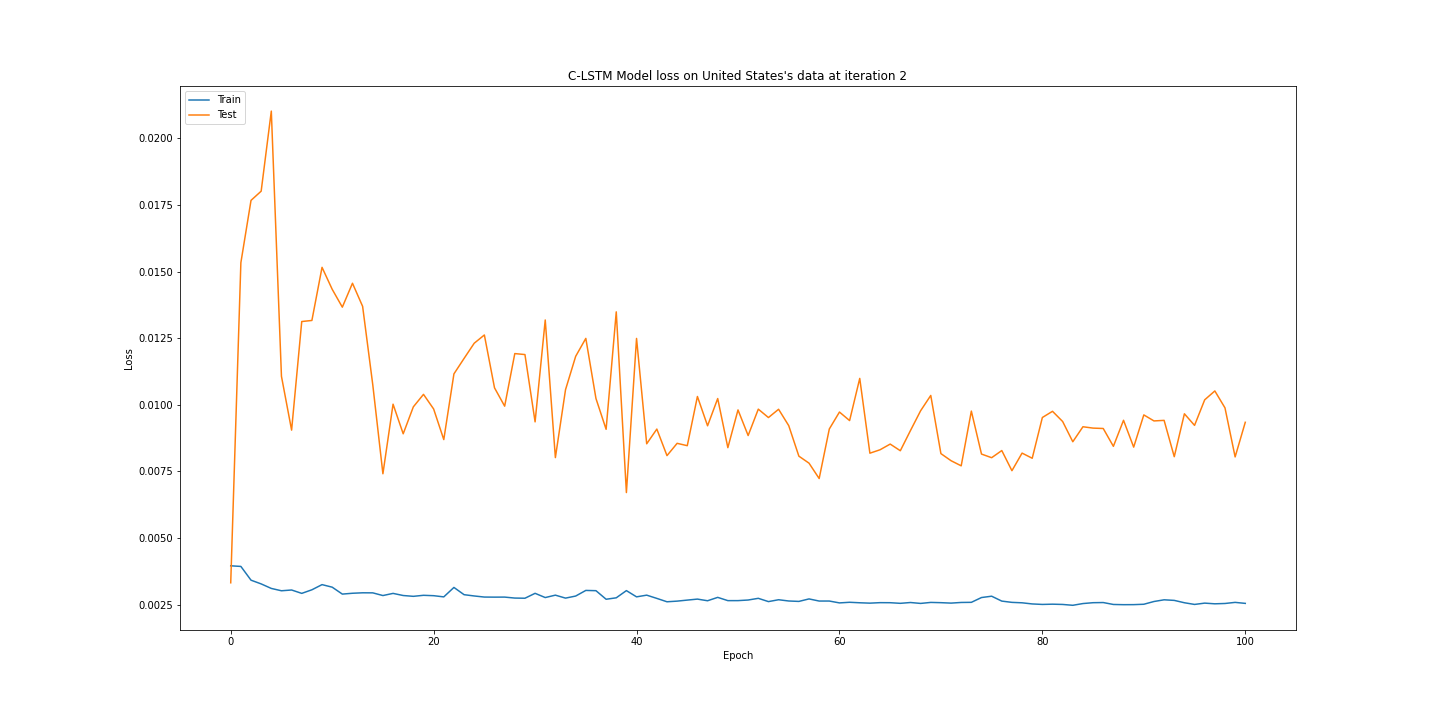 C-LSTM Model loss on United States's data at iteration 2
Train
Test
0.0200
0.0175
0.0150
0.0125
0.0100
0.0075
0.0050
0.0025
Loss
0 20 40 60 80 100
Epoch